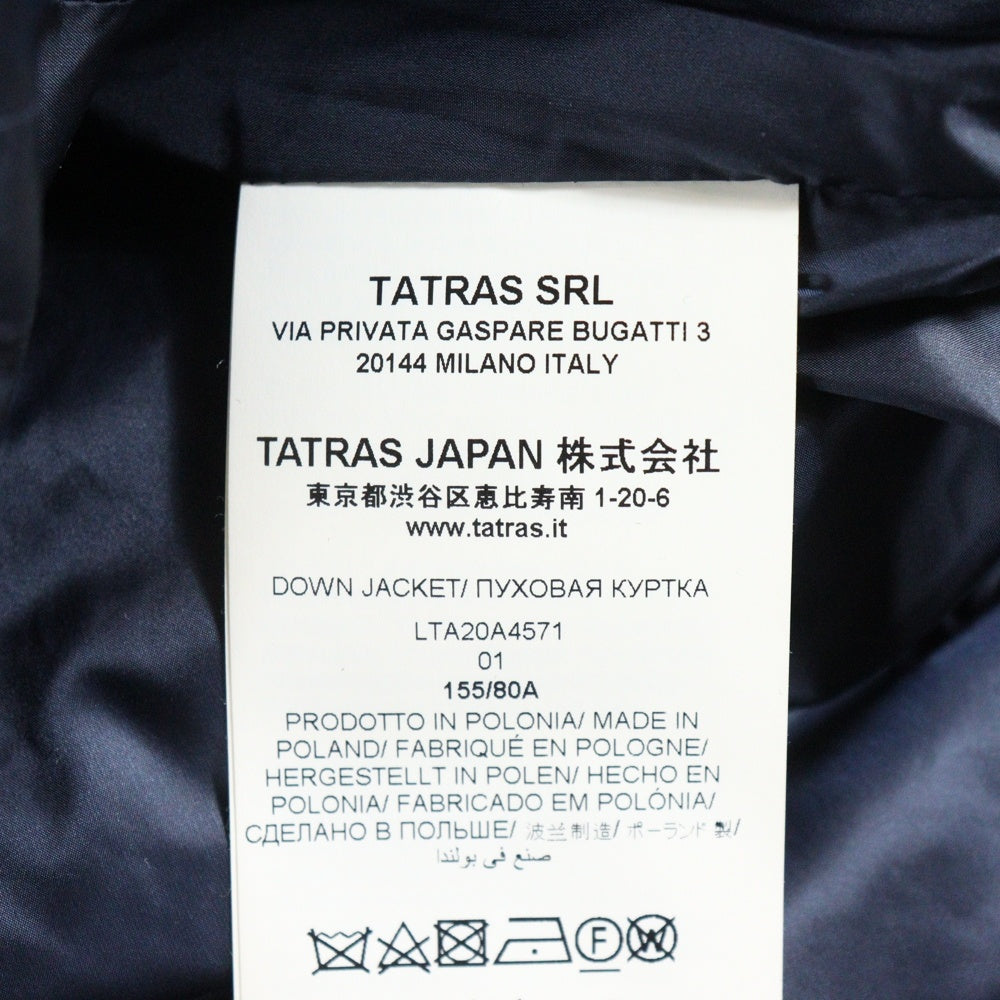 TATRAS SRL
VIA PRIVATA GASPARE BUGATTI 3
20144 MILANO ITALY
TATRAS JAPAN 株式会社
東京都渋谷区恵比寿南 1-20-6
www.tatras.it
DOWN JACKET/ ПУХОВАЯ КУРТКА
LTA20A4571
01
155/80A
PRODOTTO IN POLONIA/ MADE IN
POLAND/ FABRIQUÉ EN POLOGNE/
HERGESTELLT IN POLEN/ HECHO EN
POLONIA/ FABRICADO EM POLÓNIA/
СДЕЛАНО В ПОЛЬШЕ/ 波兰制造/ ポーランド 製/
صنع في بولندا
F W